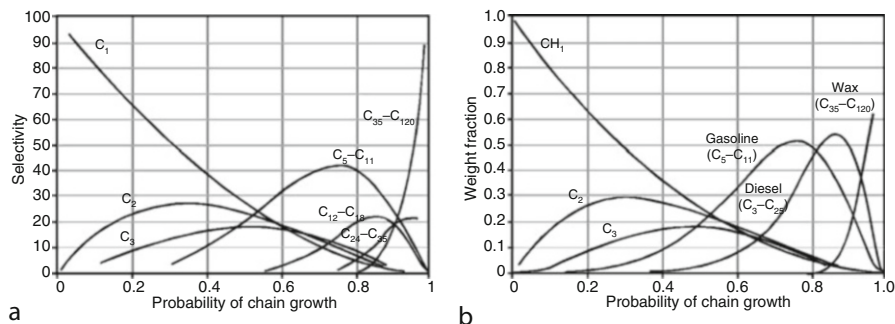 100
90
80
70
60
50
40
30
20
10
0
Selectivity
C₁
C₂
C₃
C₅–C₁₁
C₁₂–C₁₈
C₂₄–C₃₅
C₃₅–C₁₂₀
0 0.2 0.4 0.6 0.8 1
Probability of chain growth
a
1.0
0.9
0.8
0.7
0.6
0.5
0.4
0.3
0.2
0.1
0
Weight fraction
CH₁
C₂
C₃
Gasoline
(C₅–C₁₁)
Diesel
(C₃–C₂₅)
Wax
(C₃₅–C₁₂₀)
0.0 0.2 0.4 0.6 0.8 1.0
Probability of chain growth
b